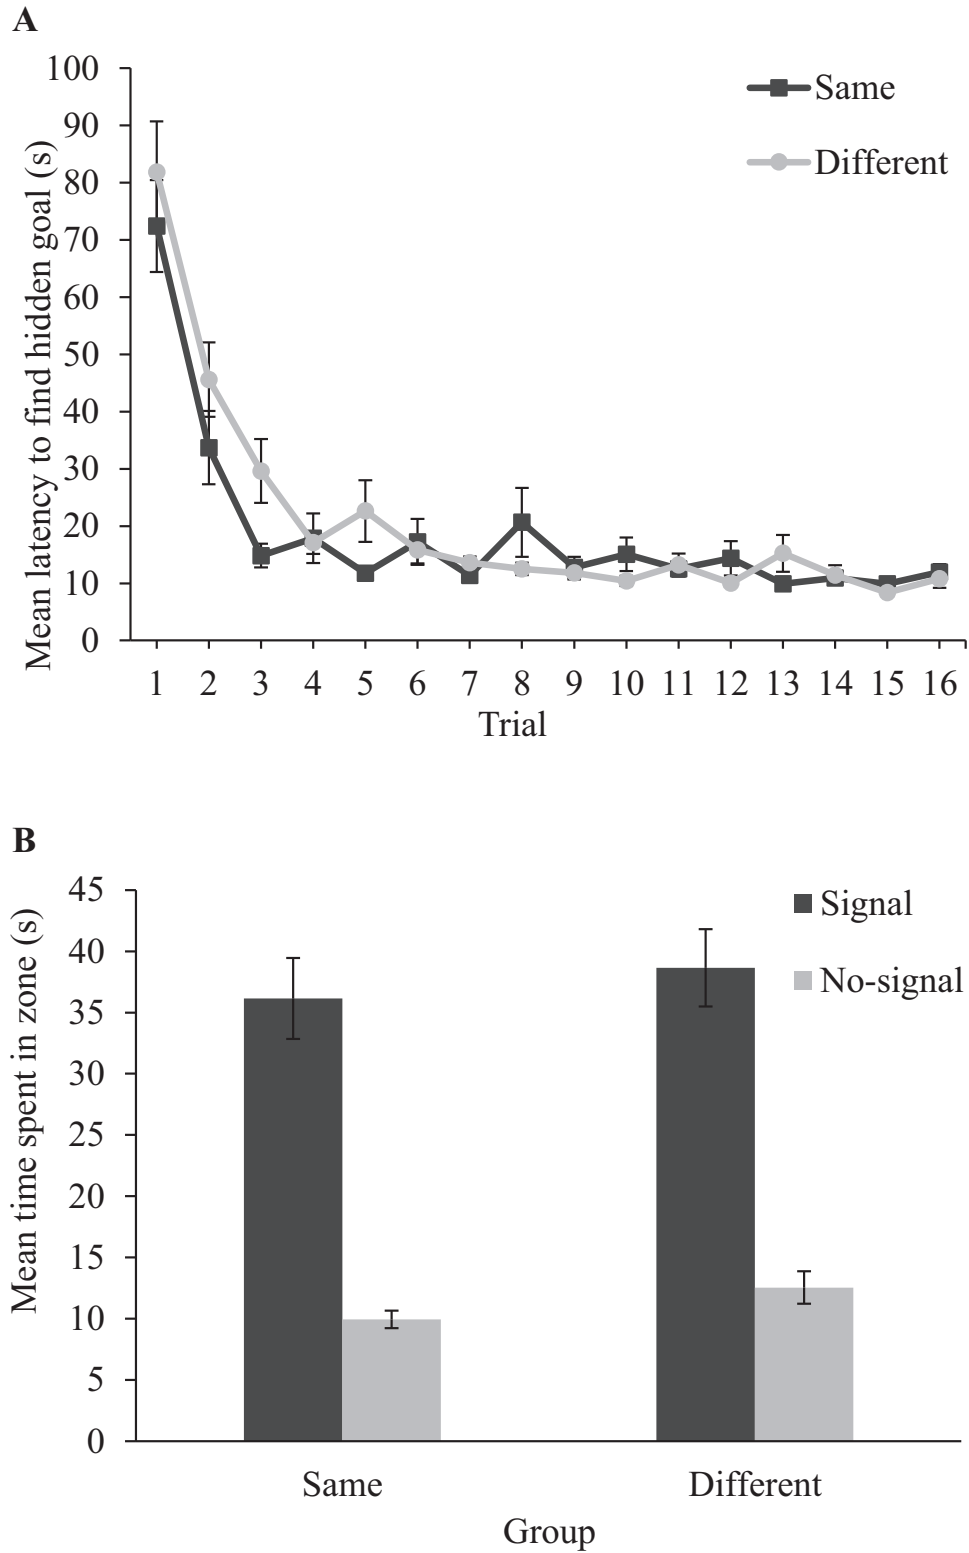 A
100
90
80
70
60
50
40
30
20
10
0
Mean latency to find hidden goal (s)
Same
Different
1 2 3 4 5 6 7 8 9 10 11 12 13 14 15 16
Trial
B
45
40
35
30
25
20
15
10
5
0
Mean time spent in zone (s)
Signal
No-signal
Same Different
Group